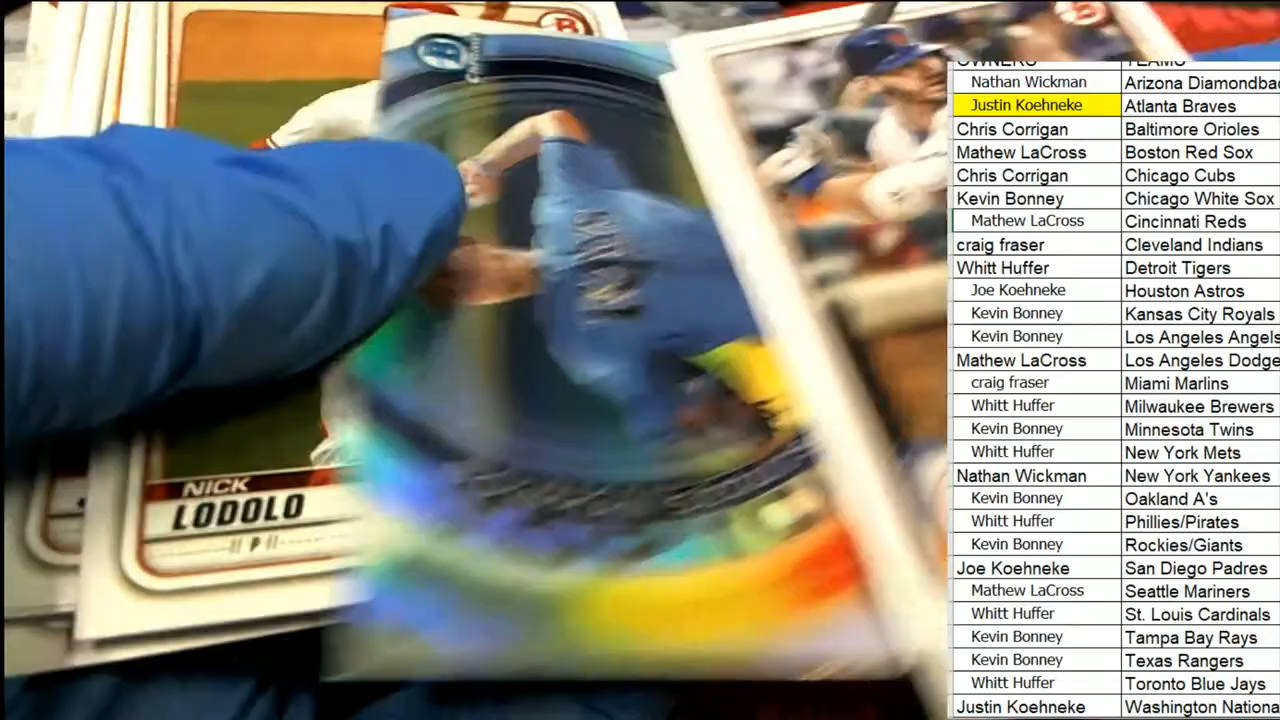 NICK
LODOLO
P
OWNERS TEAMS
Nathan Wickman Arizona Diamondba
Justin Koehneke Atlanta Braves
Chris Corrigan Baltimore Orioles
Mathew LaCross Boston Red Sox
Chris Corrigan Chicago Cubs
Kevin Bonney Chicago White Sox
Mathew LaCross Cincinnati Reds
craig fraser Cleveland Indians
Whitt Huffer Detroit Tigers
Joe Koehneke Houston Astros
Kevin Bonney Kansas City Royals
Kevin Bonney Los Angeles Angels
Mathew LaCross Los Angeles Dodge
craig fraser Miami Marlins
Whitt Huffer Milwaukee Brewers
Kevin Bonney Minnesota Twins
Whitt Huffer New York Mets
Nathan Wickman New York Yankees
Kevin Bonney Oakland A's
Whitt Huffer Phillies/Pirates
Kevin Bonney Rockies/Giants
Joe Koehneke San Diego Padres
Mathew LaCross Seattle Mariners
Whitt Huffer St. Louis Cardinals
Kevin Bonney Tampa Bay Rays
Kevin Bonney Texas Rangers
Whitt Huffer Toronto Blue Jays
Justin Koehneke Washington Nationa